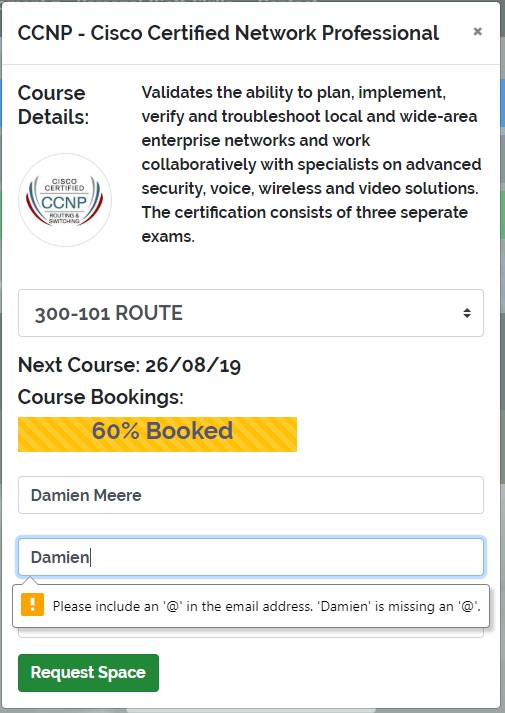 CCNP - Cisco Certified Network Professional ×
Course
Details:
Validates the ability to plan, implement,
verify and troubleshoot local and wide-area
enterprise networks and work
collaboratively with specialists on advanced
security, voice, wireless and video solutions.
The certification consists of three seperate
exams.
CISCO
CERTIFIED
CCNP
ROUTING &
SWITCHING
300-101 ROUTE
Next Course: 26/08/19
Course Bookings:
60% Booked
Damien Meere
Damien
! Please include an '@' in the email address. 'Damien' is missing an '@'.
Request Space